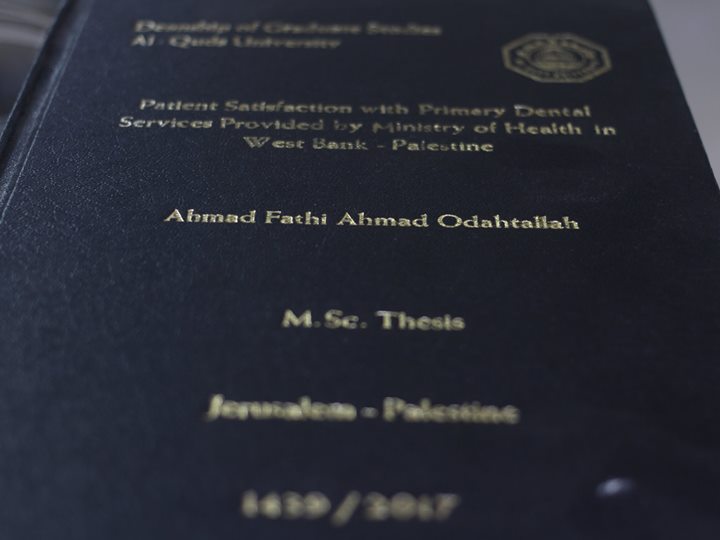 Deanship of Graduate Studies
Al - Quds University
Patient Satisfaction with Primary Dental
Services Provided by Ministry of Health in
West Bank - Palestine
Ahmad Fathi Ahmad Odahtallah
M.Sc. Thesis
Jerusalem - Palestine
1439/2017